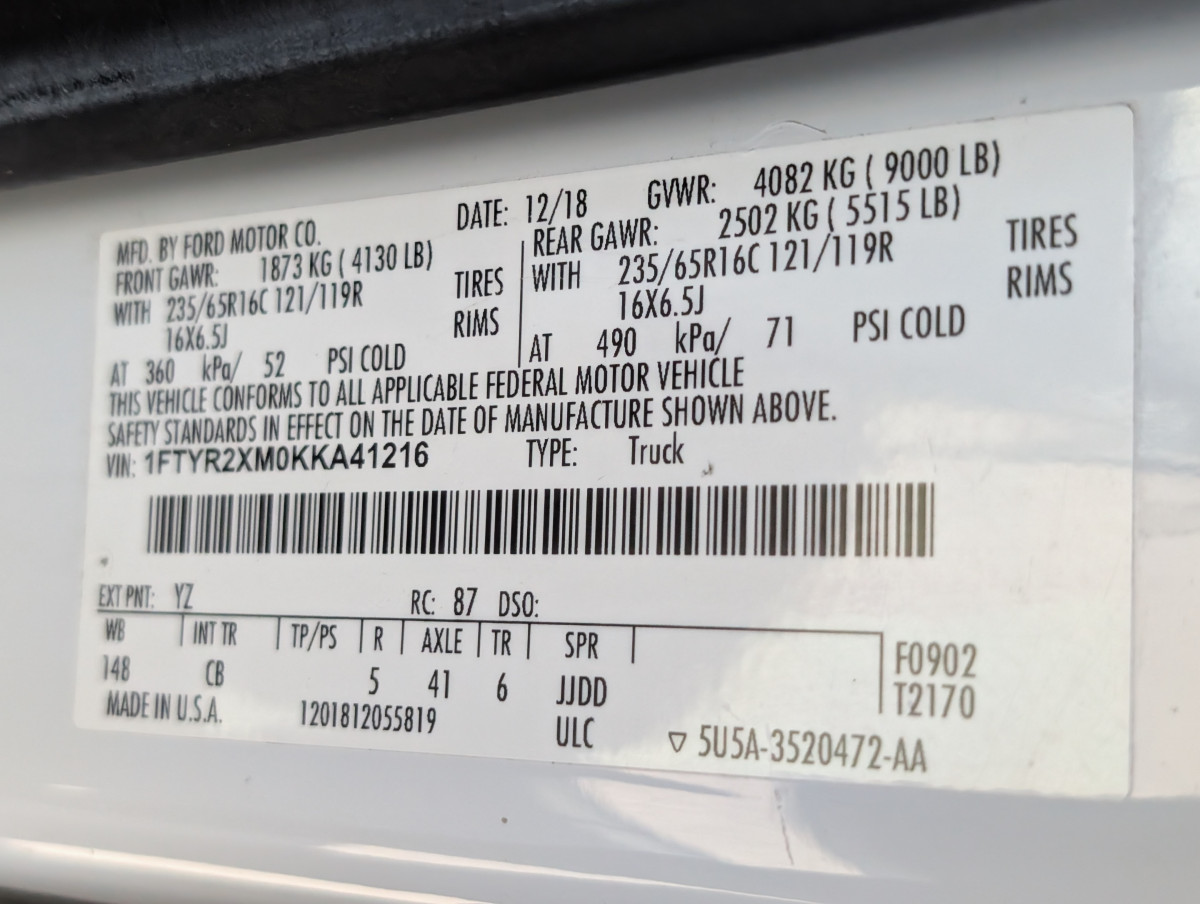 MFD. BY FORD MOTOR CO. DATE: 12/18 GVWR: 4082 KG ( 9000 LB)
FRONT GAWR: 1873 KG ( 4130 LB) REAR GAWR: 2502 KG ( 5515 LB)
WITH 235/65R16C 121/119R TIRES WITH 235/65R16C 121/119R TIRES
16X6.5J RIMS 16X6.5J RIMS
AT 360 kPa/ 52 PSI COLD AT 490 kPa/ 71 PSI COLD
THIS VEHICLE CONFORMS TO ALL APPLICABLE FEDERAL MOTOR VEHICLE
SAFETY STANDARDS IN EFFECT ON THE DATE OF MANUFACTURE SHOWN ABOVE.
VIN: 1FTYR2XM0KKA41216 TYPE: Truck
EXT PNT: YZ RC: 87 DSO:
WB INT TR TP/PS R AXLE TR SPR F0902
148 CB 5 41 6 JJDD T2170
MADE IN U.S.A. 1201812055819 ULC ▽ 5U5A-3520472-AA